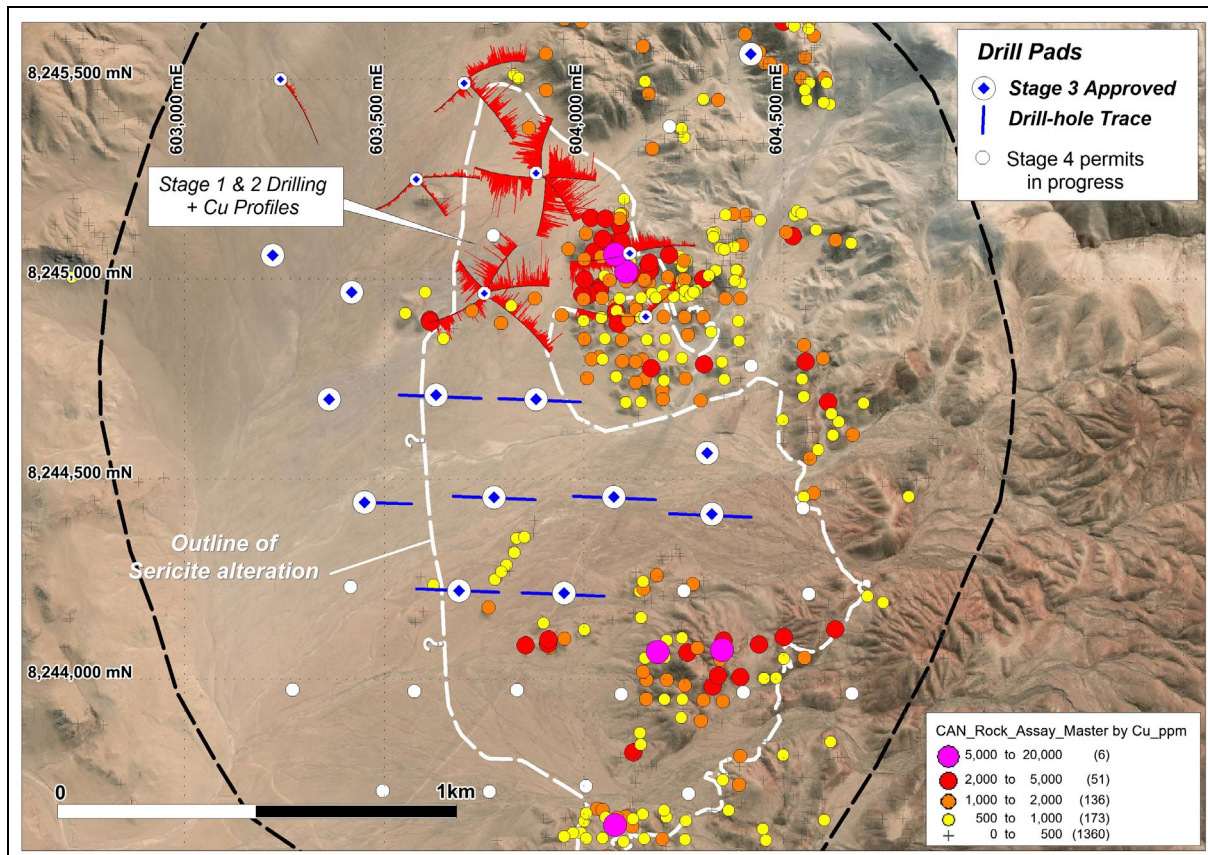 Drill Pads
Stage 3 Approved
Drill-hole Trace
Stage 4 permits
in progress
8,245,500 mN
603,000 mE
603,500 mE
604,000 mE
604,500 mE
Stage 1 & 2 Drilling
+ Cu Profiles
8,245,000 mN
?
8,244,500 mN
Outline of
Sericite alteration
?
8,244,000 mN
0
1km
CAN_Rock_Assay_Master by Cu_ppm
5,000 to 20,000 (6)
2,000 to 5,000 (51)
1,000 to 2,000 (136)
500 to 1,000 (173)
0 to 500 (1360)